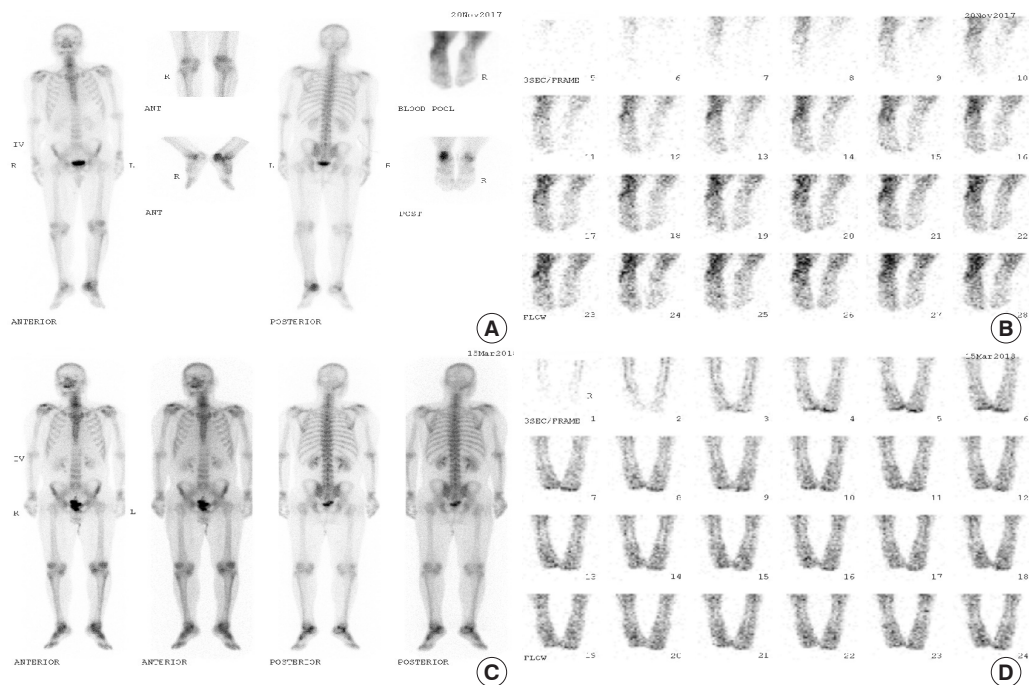 20Nov2017
R
ANT
R
BLOOD POOL
IV
R
L
L
R
R
ANT
R
POST
ANTERIOR
POSTERIOR
A
20Nov2017
3SEC/FRAME
5
6
7
8
9
10
11
12
13
14
15
16
17
18
19
20
21
22
FLOW
23
24
25
26
27
28
B
15Mar201
IV
R
L
ANTERIOR
ANTERIOR
POSTERIOR
POSTERIOR
C
15Mar2018
R
3SEC/FRAME
1
2
3
4
5
6
7
8
9
10
11
12
13
14
15
16
17
18
FLOW
19
20
21
22
23
24
D